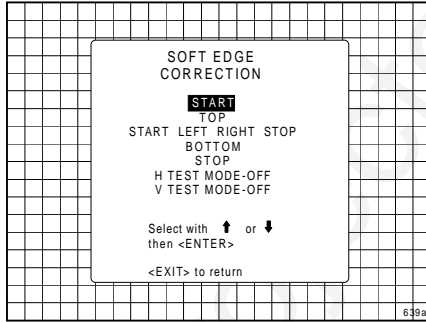 SOFT EDGE
CORRECTION
START
TOP
START LEFT RIGHT STOP
BOTTOM
STOP
H TEST MODE-OFF
V TEST MODE-OFF
Select with ⬆ or ⬇
then <ENTER>
<EXIT> to return
639a